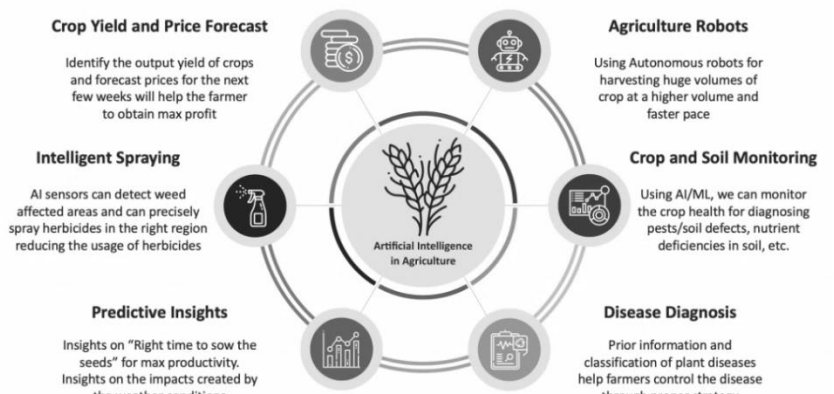 Crop Yield and Price Forecast
Identify the output yield of crops
and forecast prices for the next
few weeks will help the farmer
to obtain max profit
Agriculture Robots
Using Autonomous robots for
harvesting huge volumes of
crop at a higher volume and
faster pace
Intelligent Spraying
AI sensors can detect weed
affected areas and can precisely
spray herbicides in the right region
reducing the usage of herbicides
Artificial Intelligence
in Agriculture
Crop and Soil Monitoring
Using AI/ML, we can monitor
the crop health for diagnosing
pests/soil defects, nutrient
deficiencies in soil, etc.
Predictive Insights
Insights on “Right time to sow the
seeds” for max productivity.
Insights on the impacts created by
the weather conditions
Disease Diagnosis
Prior information and
classification of plant diseases
help farmers control the disease
through proper strategy